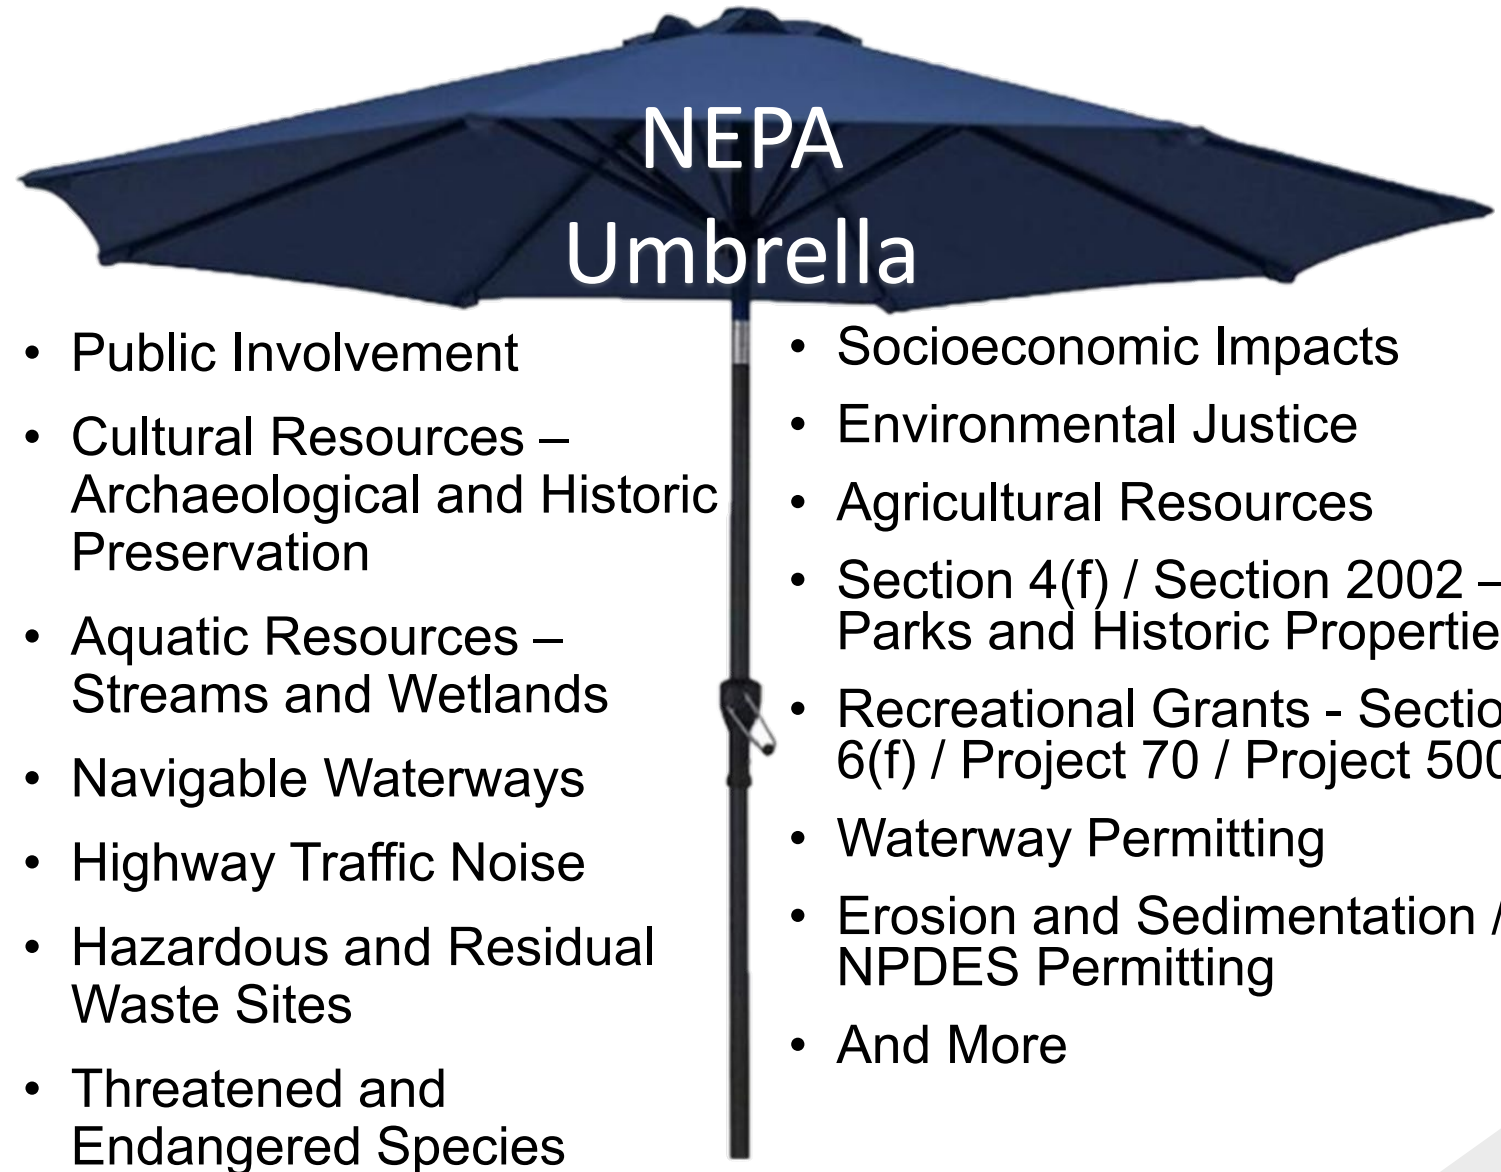 NEPA
Umbrella
• Public Involvement
• Cultural Resources –
Archaeological and Historic
Preservation
• Aquatic Resources –
Streams and Wetlands
• Navigable Waterways
• Highway Traffic Noise
• Hazardous and Residual
Waste Sites
• Threatened and
Endangered Species
• Socioeconomic Impacts
• Environmental Justice
• Agricultural Resources
• Section 4(f) / Section 2002 –
Parks and Historic Propertie
• Recreational Grants - Sectio
6(f) / Project 70 / Project 500
• Waterway Permitting
• Erosion and Sedimentation /
NPDES Permitting
• And More